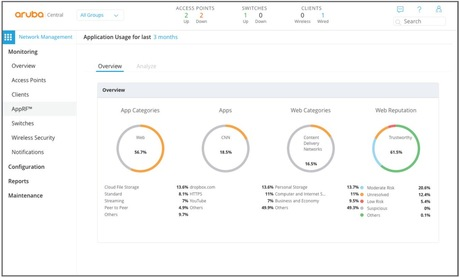 aruba Central
All Groups
ACCESS POINTS
2 2
Up Down
SWITCHES
1 0
Up Down
CLIENTS
0 1
Wireless Wired
Search
Network Management
Application Usage for last 3 months
Monitoring
Overview
Access Points
Clients
AppRF™
Switches
Wireless Security
Notifications
Configuration
Reports
Maintenance
Overview Analyze
Overview
App Categories
Web
56.7%
Cloud File Storage 13.6%
Standard 8.1%
Streaming 7%
Peer to Peer 4.9%
Others 9.7%
Apps
CNN
18.5%
dropbox.com 13.6%
HTTPS 11%
YouTube 7%
Others 49.9%
Web Categories
Content
Delivery
Networks
16.5%
Personal Storage 13.7%
Computer and Internet S... 11%
Business and Economy 9.5%
Others 49.3%
Web Reputation
Trustworthy
61.5%
Moderate Risk 20.6%
Unresolved 12.4%
Low Risk 5.4%
Suspicious 0%
Others 0.1%